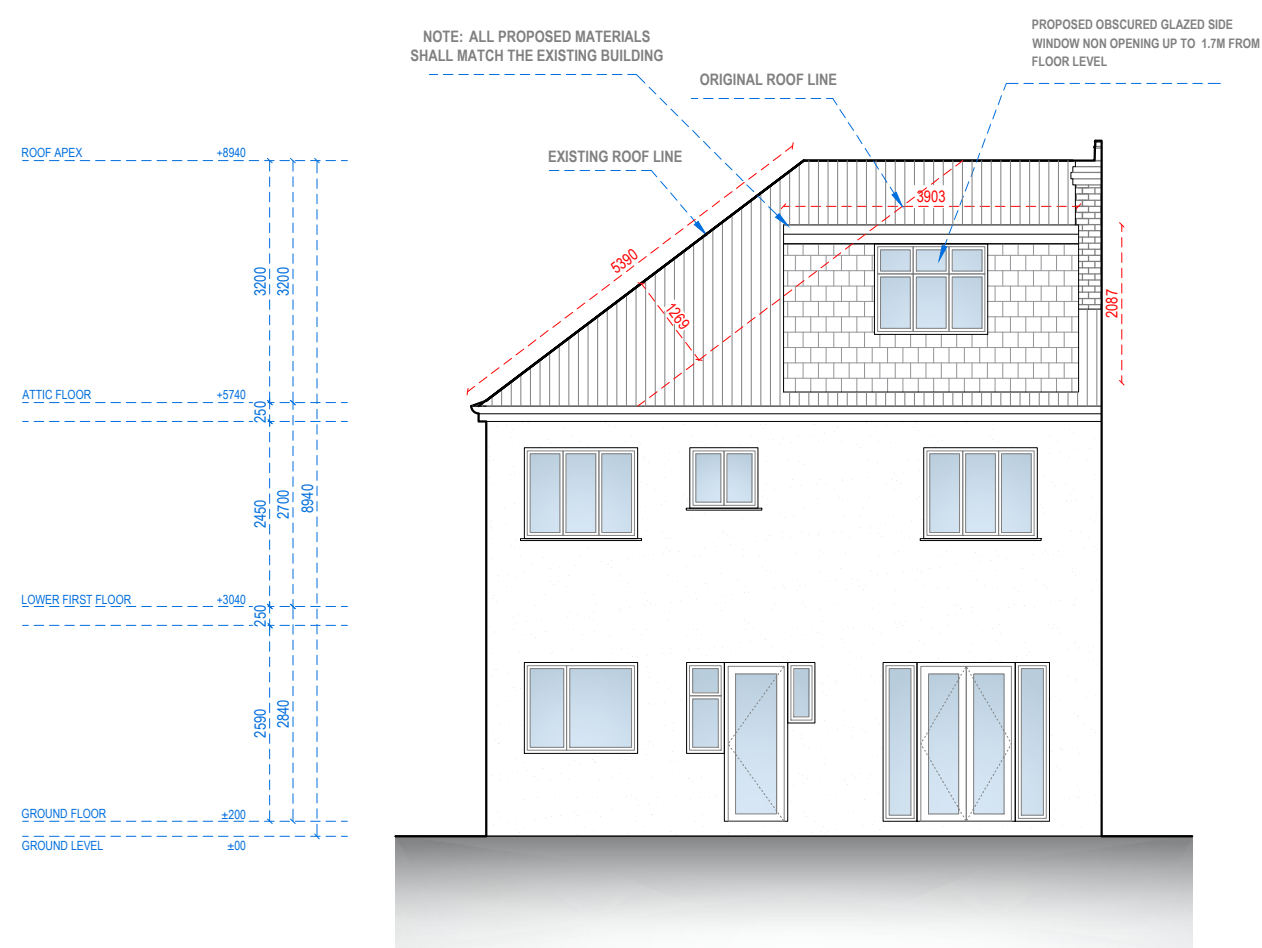 NOTE: ALL PROPOSED MATERIALS
SHALL MATCH THE EXISTING BUILDING
ORIGINAL ROOF LINE
PROPOSED OBSCURED GLAZED SIDE
WINDOW NON OPENING UP TO 1.7M FROM
FLOOR LEVEL
EXISTING ROOF LINE
ROOF APEX +8940
3903
5390
3200
3200
1269
2087
ATTIC FLOOR +5740
250
2450
2700
8940
LOWER FIRST FLOOR +3040
250
2590
2840
GROUND FLOOR ±200
GROUND LEVEL ±00